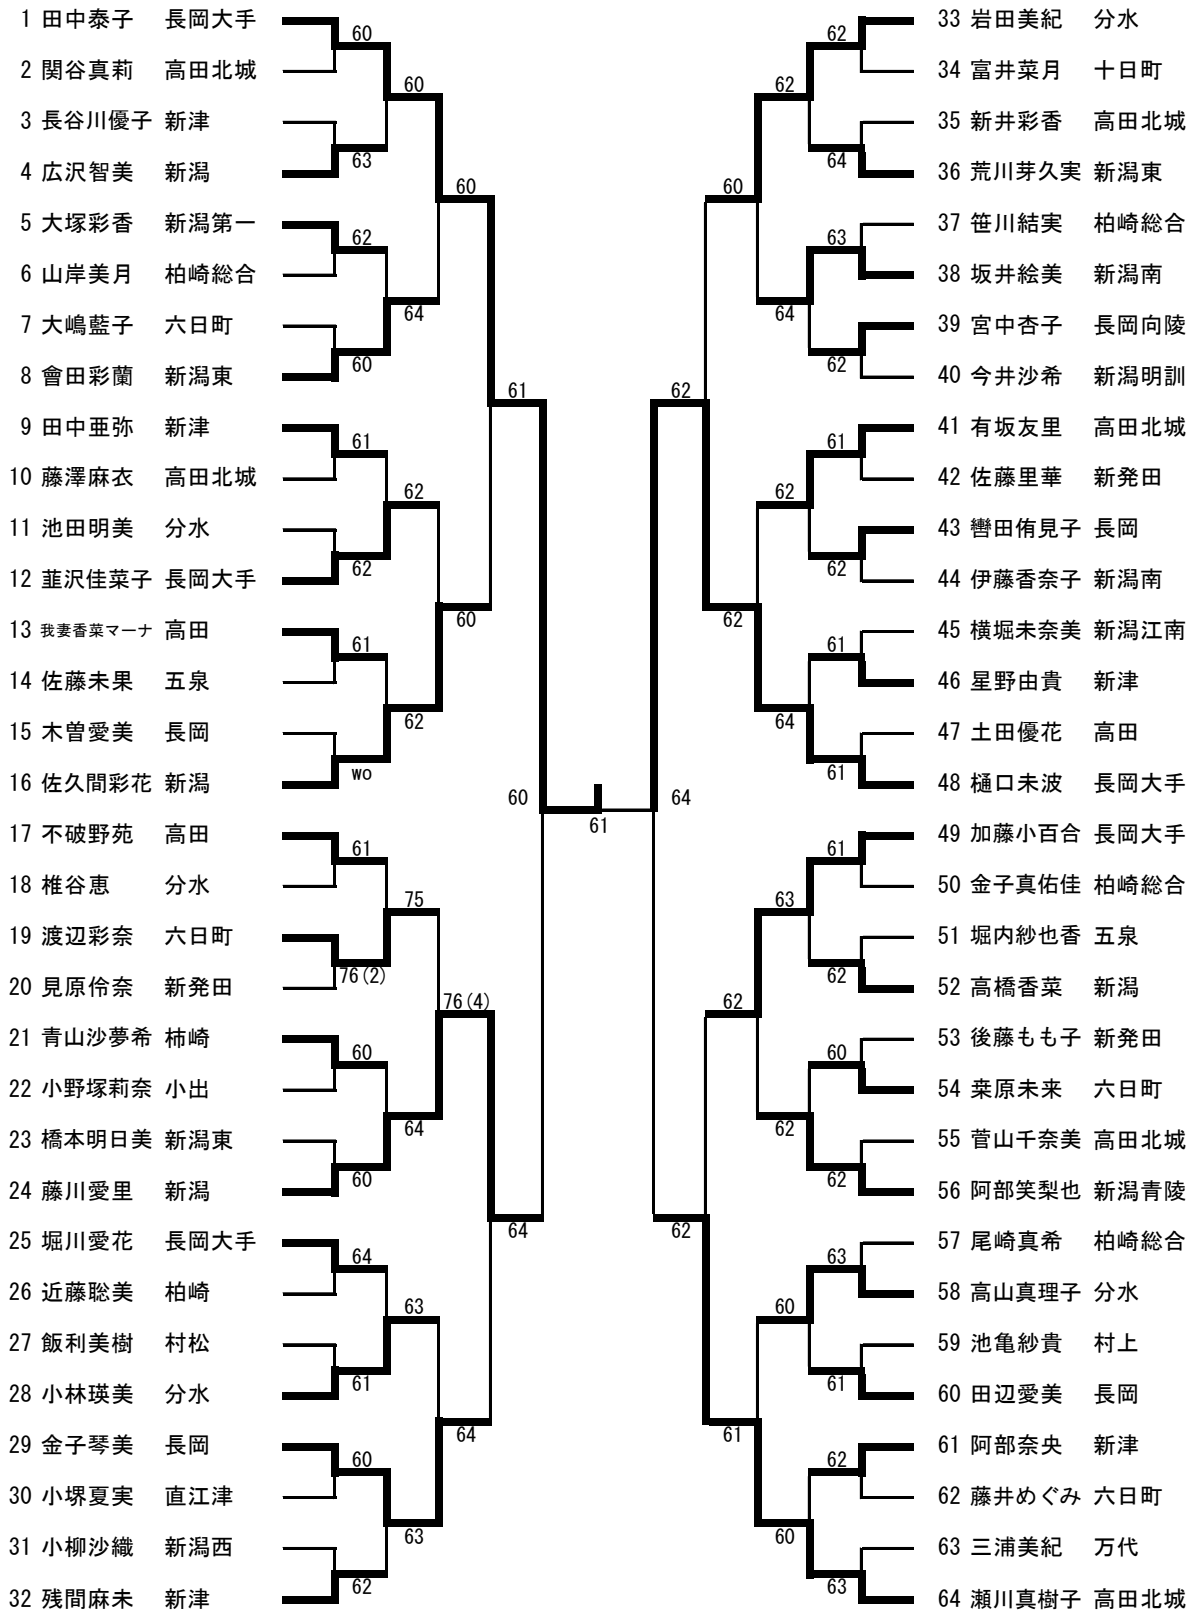 1 田中泰子 長岡大手
60
2 関谷真莉 高田北城
60
3 長谷川優子 新津
63
4 広沢智美 新潟
60
5 大塚彩香 新潟第一
62
6 山岸美月 柏崎総合
64
7 大嶋藍子 六日町
60
8 會田彩蘭 新潟東
61
9 田中亜弥 新津
61
10 藤澤麻衣 高田北城
62
11 池田明美 分水
62
12 韮沢佳菜子 長岡大手
60
13 我妻香菜マーナ 高田
61
14 佐藤未果 五泉
62
15 木曽愛美 長岡
wo
16 佐久間彩花 新潟
60
17 不破野苑 高田
61
18 椎谷恵 分水
75
19 渡辺彩奈 六日町
76(2)
20 見原伶奈 新発田
76(4)
21 青山沙夢希 柿崎
60
22 小野塚莉奈 小出
64
23 橋本明日美 新潟東
60
24 藤川愛里 新潟
64
25 堀川愛花 長岡大手
64
26 近藤聡美 柏崎
63
27 飯利美樹 村松
61
28 小林瑛美 分水
64
29 金子琴美 長岡
60
30 小堺夏実 直江津
63
31 小柳沙織 新潟西
62
32 残間麻未 新津
61
33 岩田美紀 分水
62
34 富井菜月 十日町
62
35 新井彩香 高田北城
64
36 荒川芽久実 新潟東
60
37 笹川結実 柏崎総合
63
38 坂井絵美 新潟南
64
39 宮中杏子 長岡向陵
62
40 今井沙希 新潟明訓
62
41 有坂友里 高田北城
61
42 佐藤里華 新発田
62
43 轡田侑見子 長岡
62
44 伊藤香奈子 新潟南
62
45 横堀未奈美 新潟江南
61
46 星野由貴 新津
64
47 土田優花 高田
61
48 樋口未波 長岡大手
64
49 加藤小百合 長岡大手
61
50 金子真佑佳 柏崎総合
63
51 堀内紗也香 五泉
62
52 高橋香菜 新潟
62
53 後藤もも子 新発田
60
54 桒原未来 六日町
62
55 菅山千奈美 高田北城
62
56 阿部笑梨也 新潟青陵
62
57 尾崎真希 柏崎総合
63
58 高山真理子 分水
60
59 池亀紗貴 村上
61
60 田辺愛美 長岡
61
61 阿部奈央 新津
62
62 藤井めぐみ 六日町
60
63 三浦美紀 万代
63
64 瀬川真樹子 高田北城